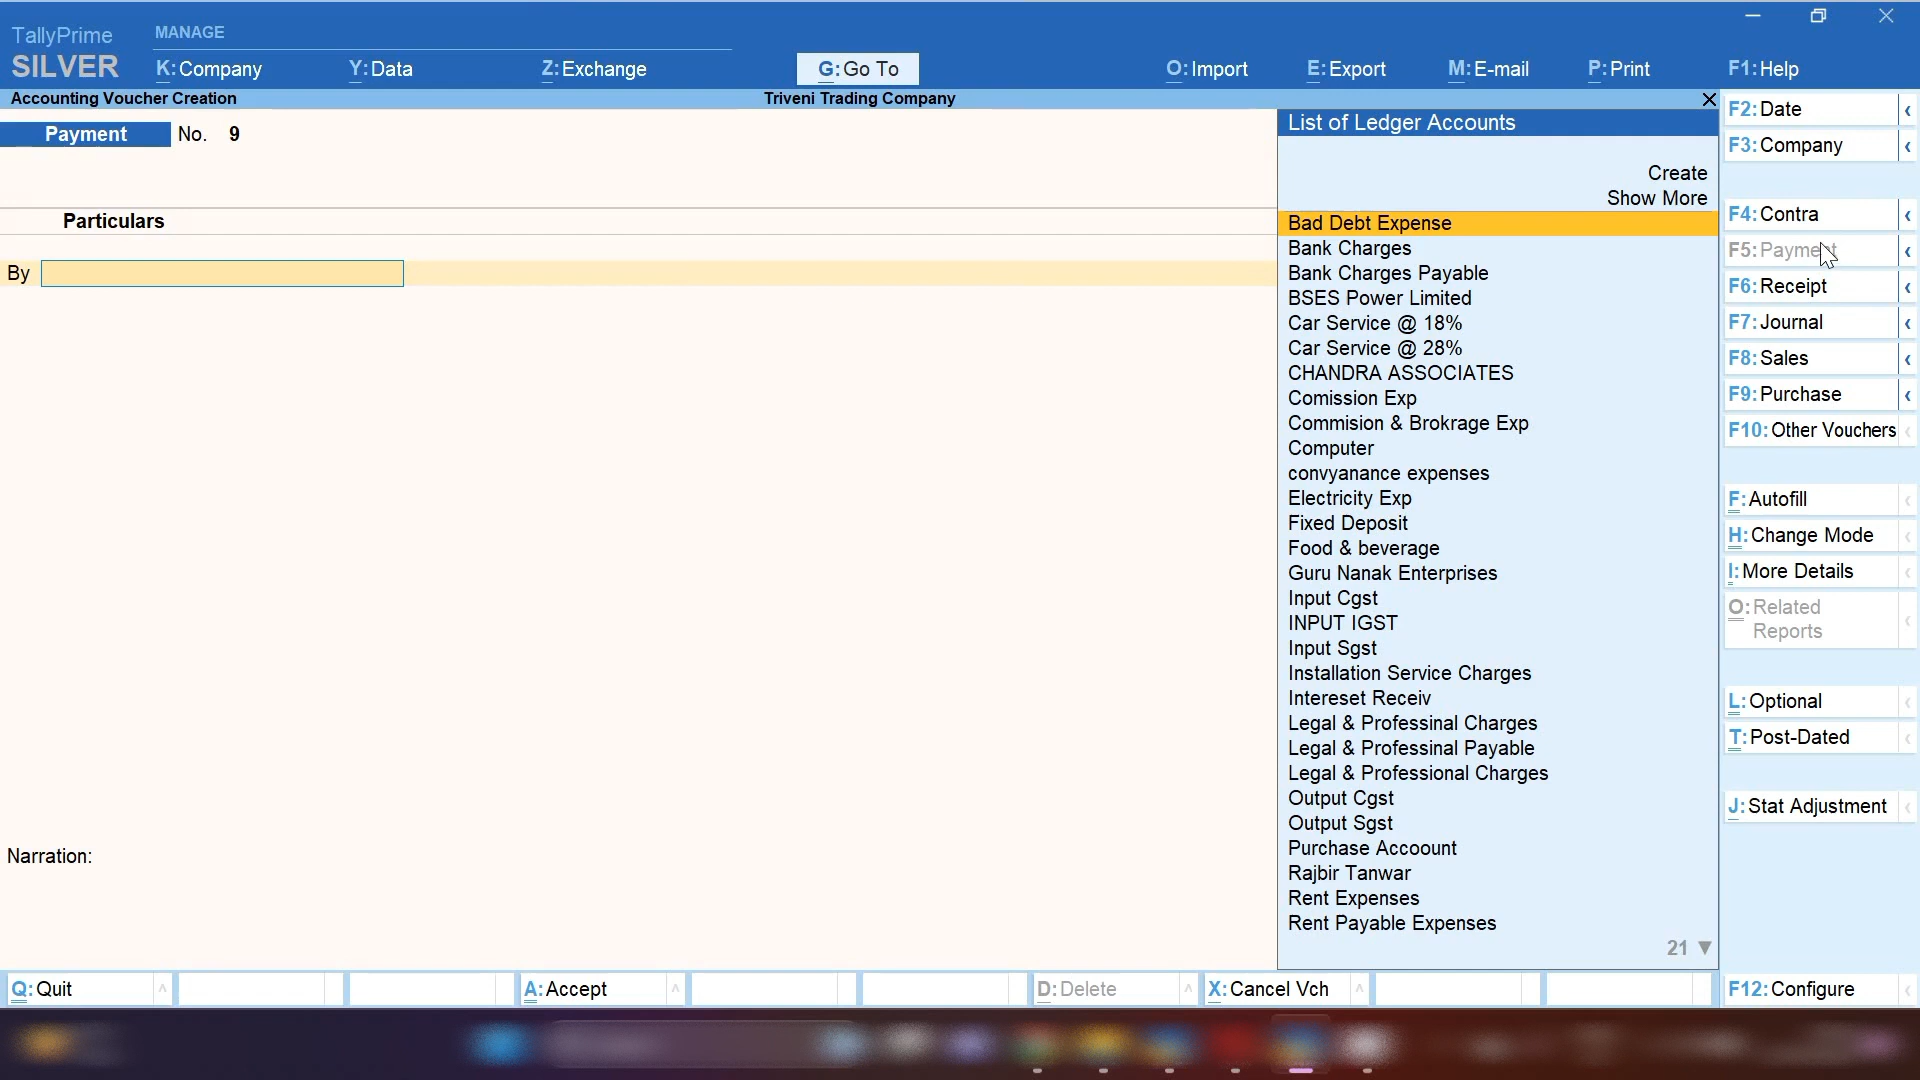 TallyPrime
SILVER
MANAGE
K:Company
Y:Data
Z:Exchange
G:Go To
O:Import
E:Export
M:E-mail
P:Print
F1:Help
Accounting Voucher Creation
Triveni Trading Company
Payment No. 9
Particulars
By
Narration:
List of Ledger Accounts
Create
Show More
Bad Debt Expense
Bank Charges
Bank Charges Payable
BSES Power Limited
Car Service @ 18%
Car Service @ 28%
CHANDRA ASSOCIATES
Comission Exp
Commision & Brokrage Exp
Computer
convyanance expenses
Electricity Exp
Fixed Deposit
Food & beverage
Guru Nanak Enterprises
Input Cgst
INPUT IGST
Input Sgst
Installation Service Charges
Intereset Receiv
Legal & Professinal Charges
Legal & Professinal Payable
Legal & Professional Charges
Output Cgst
Output Sgst
Purchase Accoount
Rajbir Tanwar
Rent Expenses
Rent Payable Expenses
21 ▼
F2:Date
F3:Company
F4:Contra
F5:Payment
F6:Receipt
F7:Journal
F8:Sales
F9:Purchase
F10:Other Vouchers
F:Autofill
H:Change Mode
I:More Details
O:Related
Reports
L:Optional
T:Post-Dated
J:Stat Adjustment
Q:Quit
A:Accept
D:Delete
X:Cancel Vch
F12:Configure